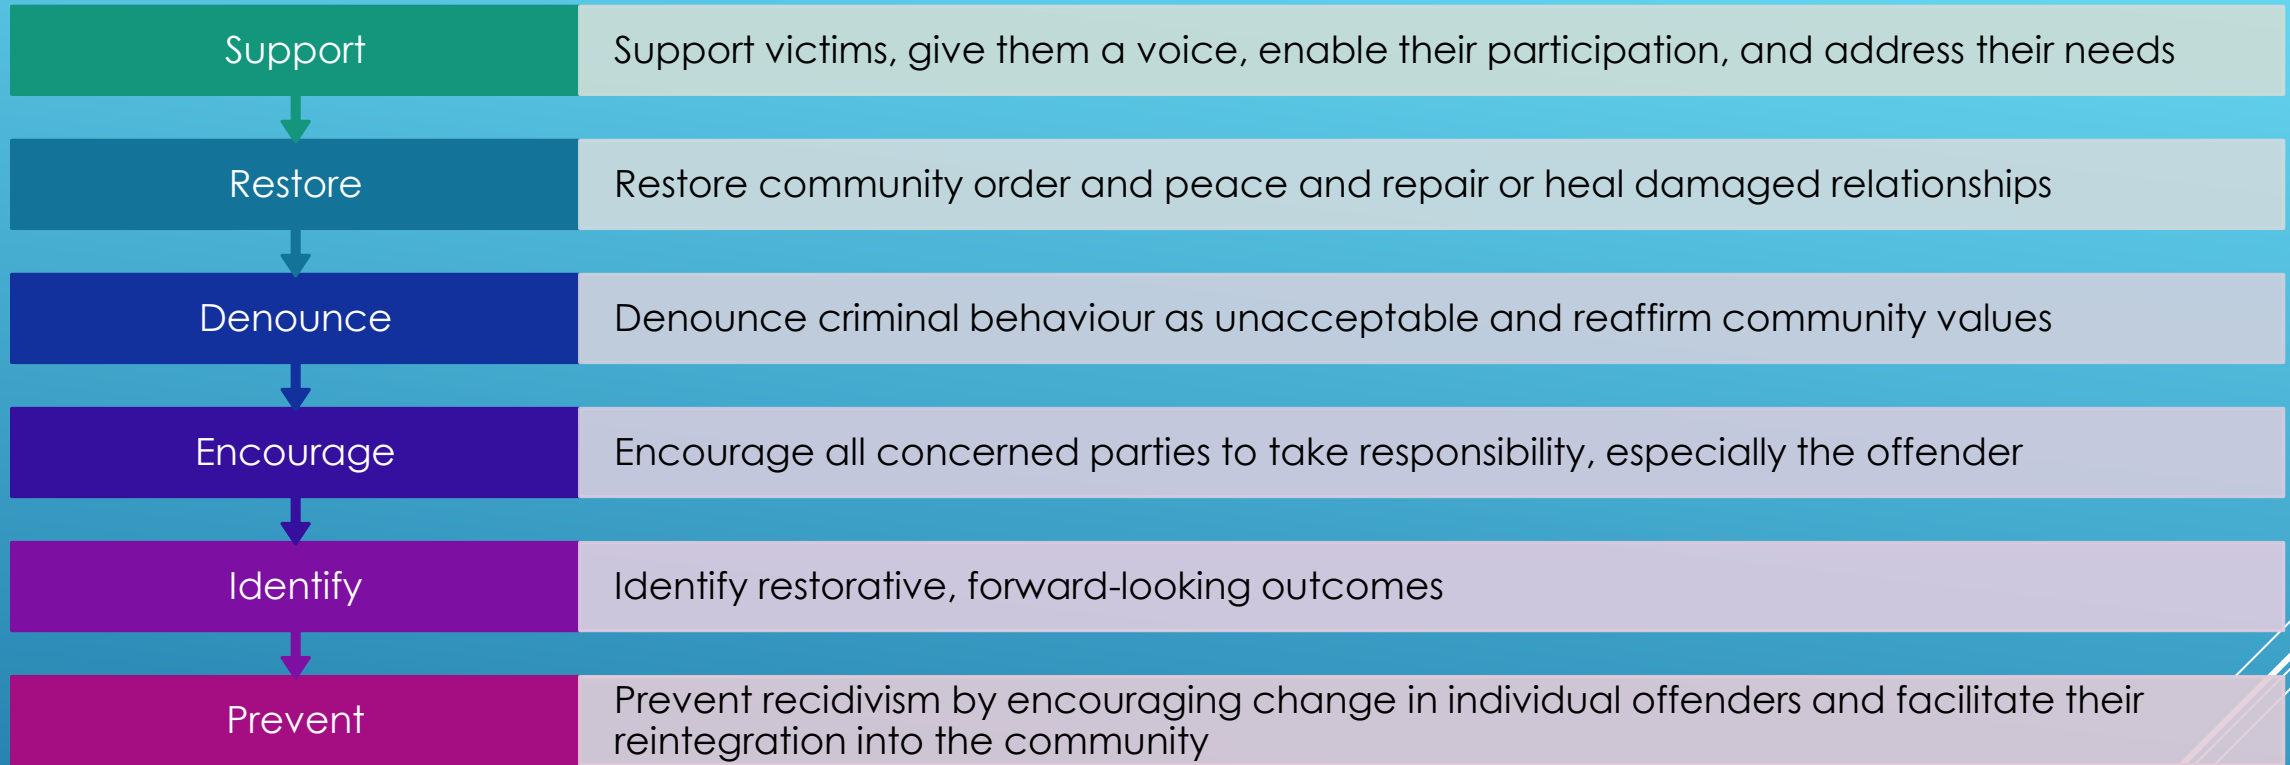 Support
Support victims, give them a voice, enable their participation, and address their needs
Restore
Restore community order and peace and repair or heal damaged relationships
Denounce
Denounce criminal behaviour as unacceptable and reaffirm community values
Encourage
Encourage all concerned parties to take responsibility, especially the offender
Identify
Identify restorative, forward-looking outcomes
Prevent
Prevent recidivism by encouraging change in individual offenders and facilitate their
reintegration into the community